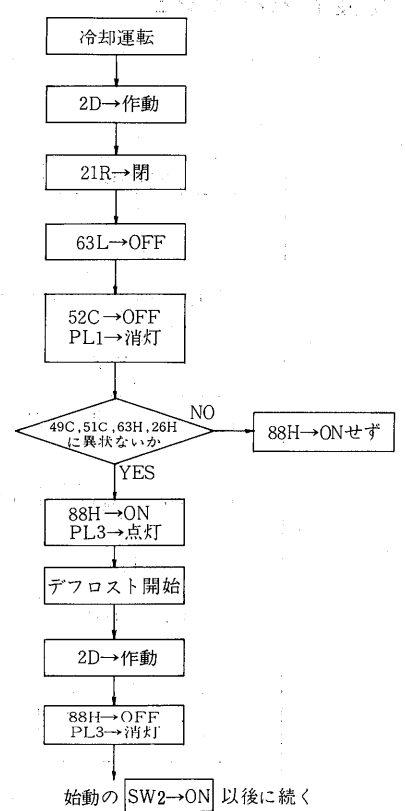 冷却運転
2D→作動
21R→閉
63L→OFF
52C→OFF
PL1→消灯
49C,51C,63H,26H
に異状ないか
NO
88H→ONせず
YES
88H→ON
PL3→点灯
デフロスト開始
2D→作動
88H→OFF
PL3→消灯
始動の SW2→ON 以後に続く